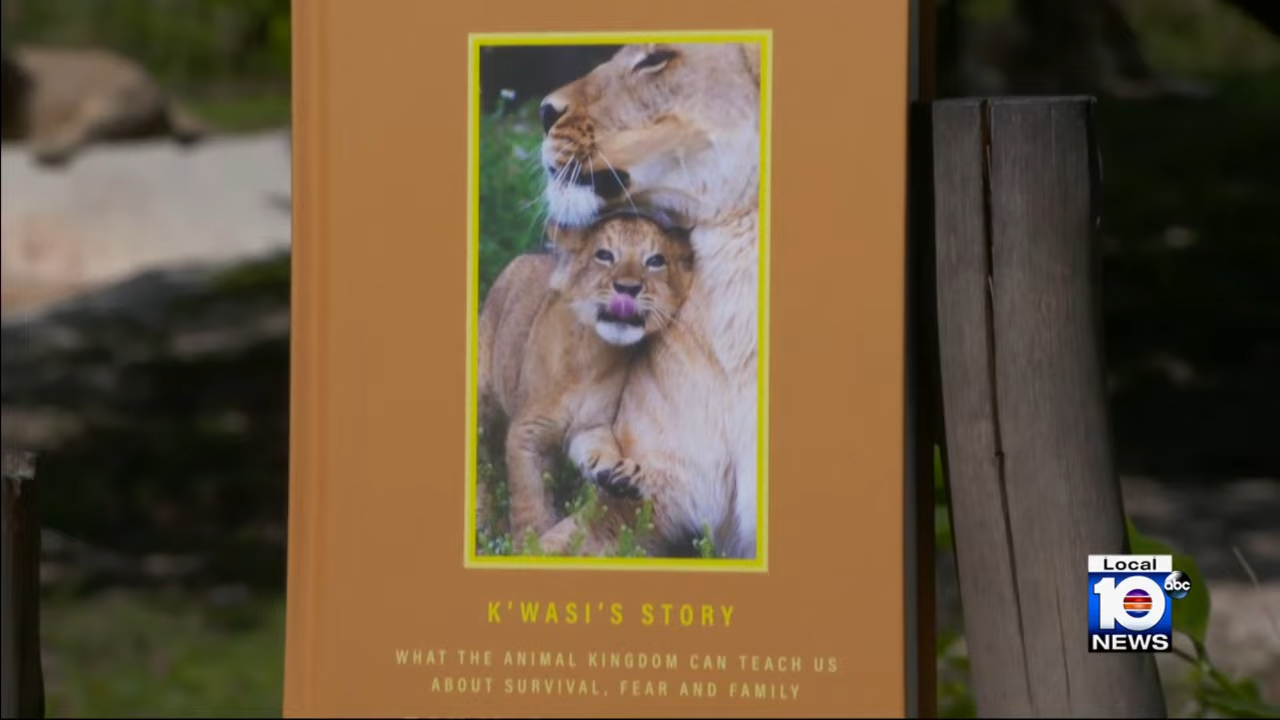 K'WASI'S STORY
WHAT THE ANIMAL KINGDOM CAN TEACH US
ABOUT SURVIVAL, FEAR AND FAMILY
Local
10
abc
NEWS